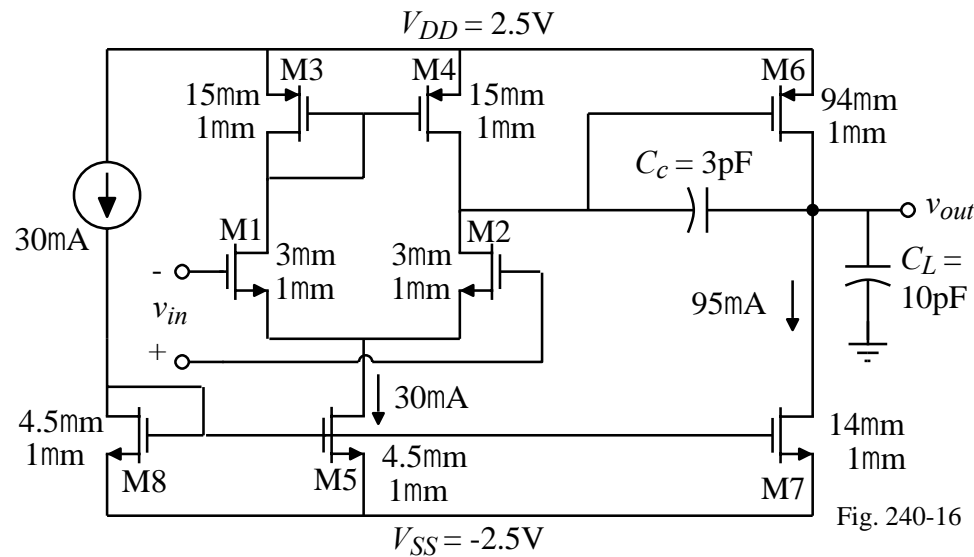 V_DD = 2.5V
M3
M4
M6
15mm
1mm
15mm
1mm
94mm
1mm
C_c = 3pF
30mA
v_out
M1
M2
3mm
1mm
3mm
1mm
-
v_in
+
C_L =
10pF
95mA
30mA
4.5mm
1mm
M8
M5
4.5mm
1mm
14mm
1mm
M7
V_SS = -2.5V
Fig. 240-16